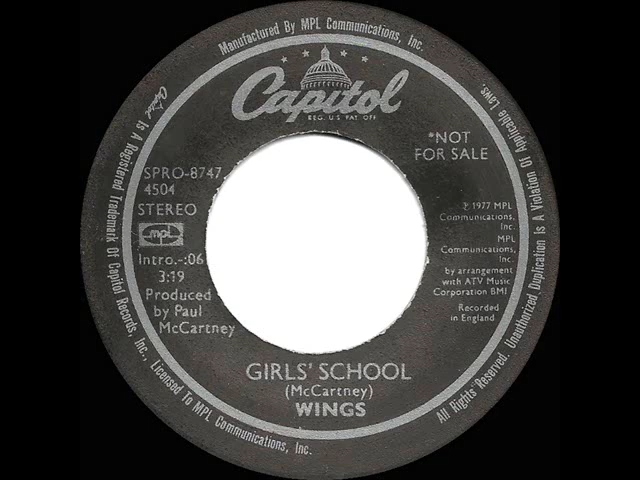 Manufactured By MPL Communications, Inc.
Capitol
REG. U.S. PAT. OFF.
*NOT
FOR SALE
SPRO-8747
4504
STEREO
mpl
Intro.-:06
3:19
Produced
by Paul
McCartney
℗ 1977 MPL
Communications,
Inc.
MPL
Communications,
Inc.
by arrangement
with ATV Music
Corporation BMI
Recorded
in England
GIRLS' SCHOOL
(McCartney)
WINGS
Capitol Is A Registered Trademark Of Capitol Records, Inc., Licensed To MPL Communications, Inc.
All Rights Reserved. Unauthorized Duplication Is A Violation Of Applicable Laws.